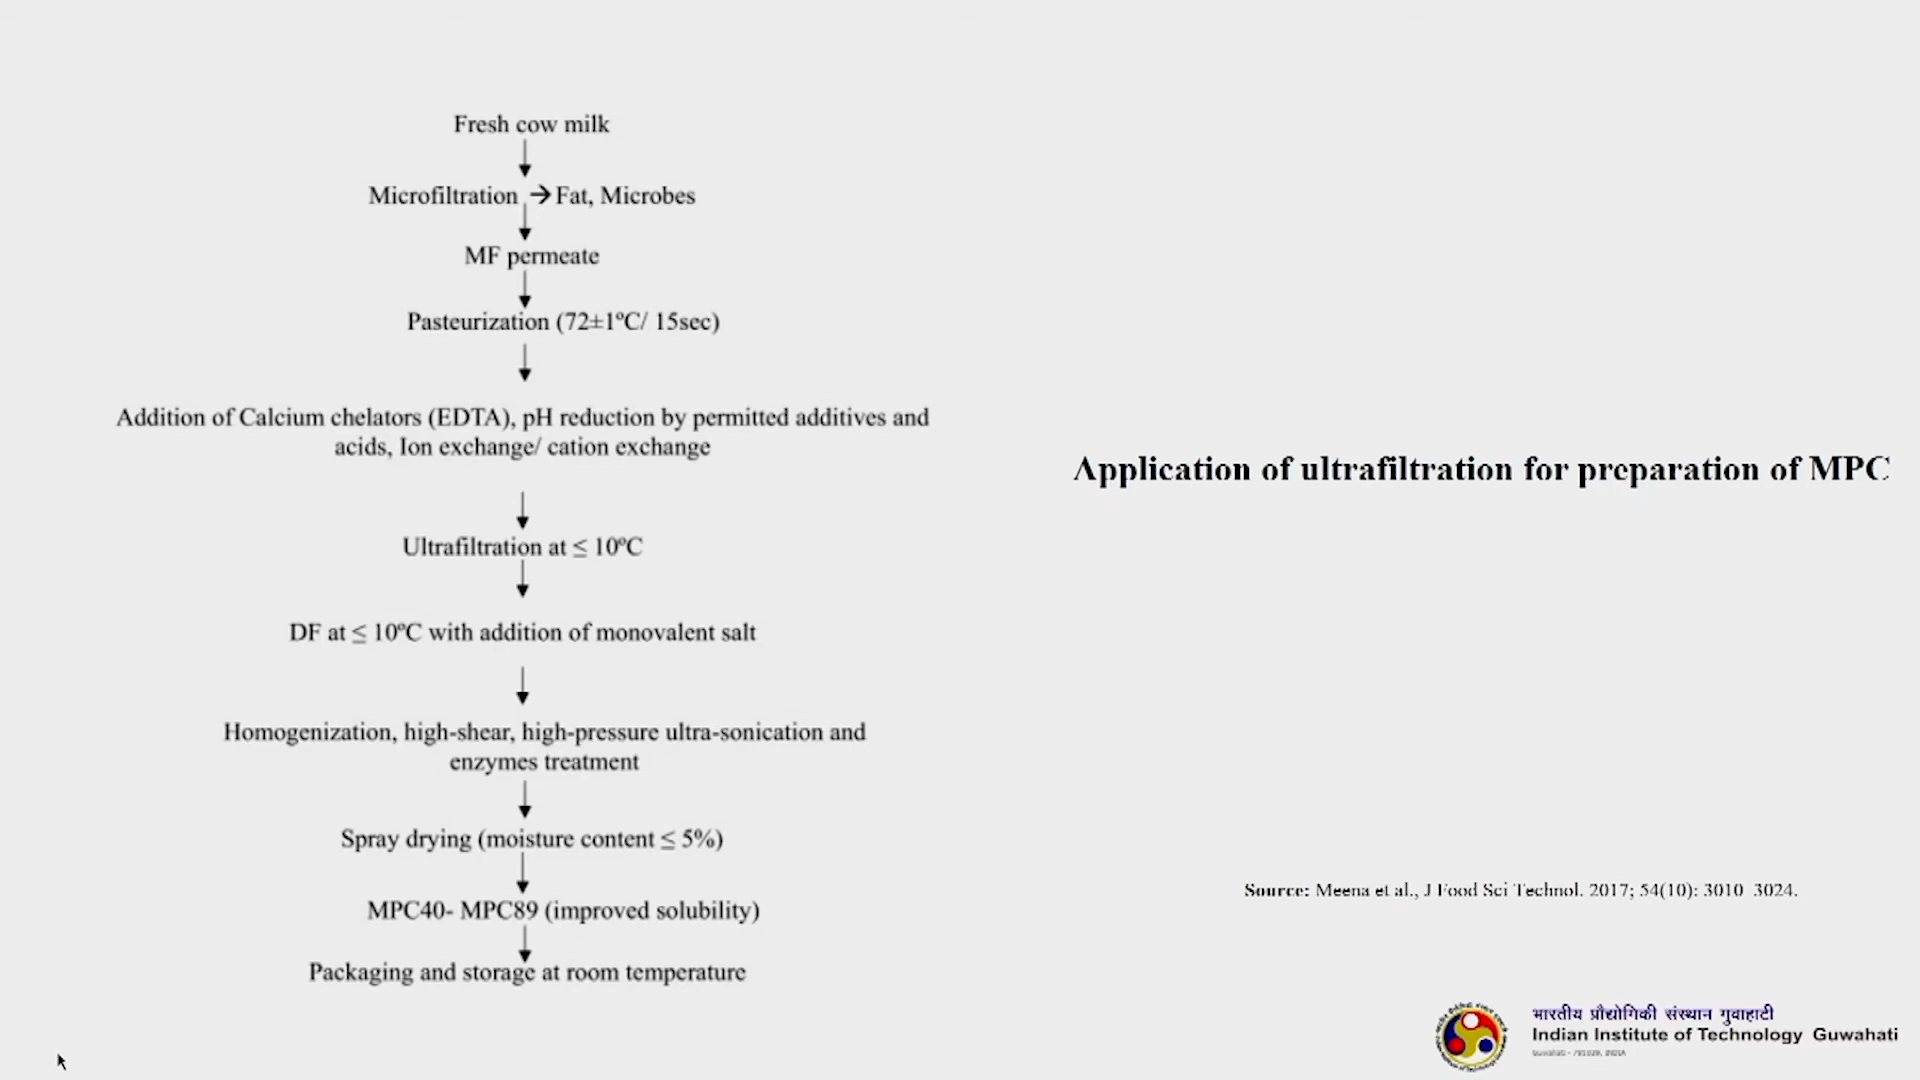 Fresh cow milk
Microfiltration → Fat, Microbes
MF permeate
Pasteurization (72±1ºC/ 15sec)
Addition of Calcium chelators (EDTA), pH reduction by permitted additives and
acids, Ion exchange/ cation exchange
Ultrafiltration at ≤ 10ºC
DF at ≤ 10ºC with addition of monovalent salt
Homogenization, high-shear, high-pressure ultra-sonication and
enzymes treatment
Spray drying (moisture content ≤ 5%)
MPC40- MPC89 (improved solubility)
Packaging and storage at room temperature
Application of ultrafiltration for preparation of MPC
Source: Meena et al., J Food Sci Technol. 2017; 54(10): 3010 3024.
भारतीय प्रौद्योगिकी संस्थान गुवाहाटी
Indian Institute of Technology Guwahati